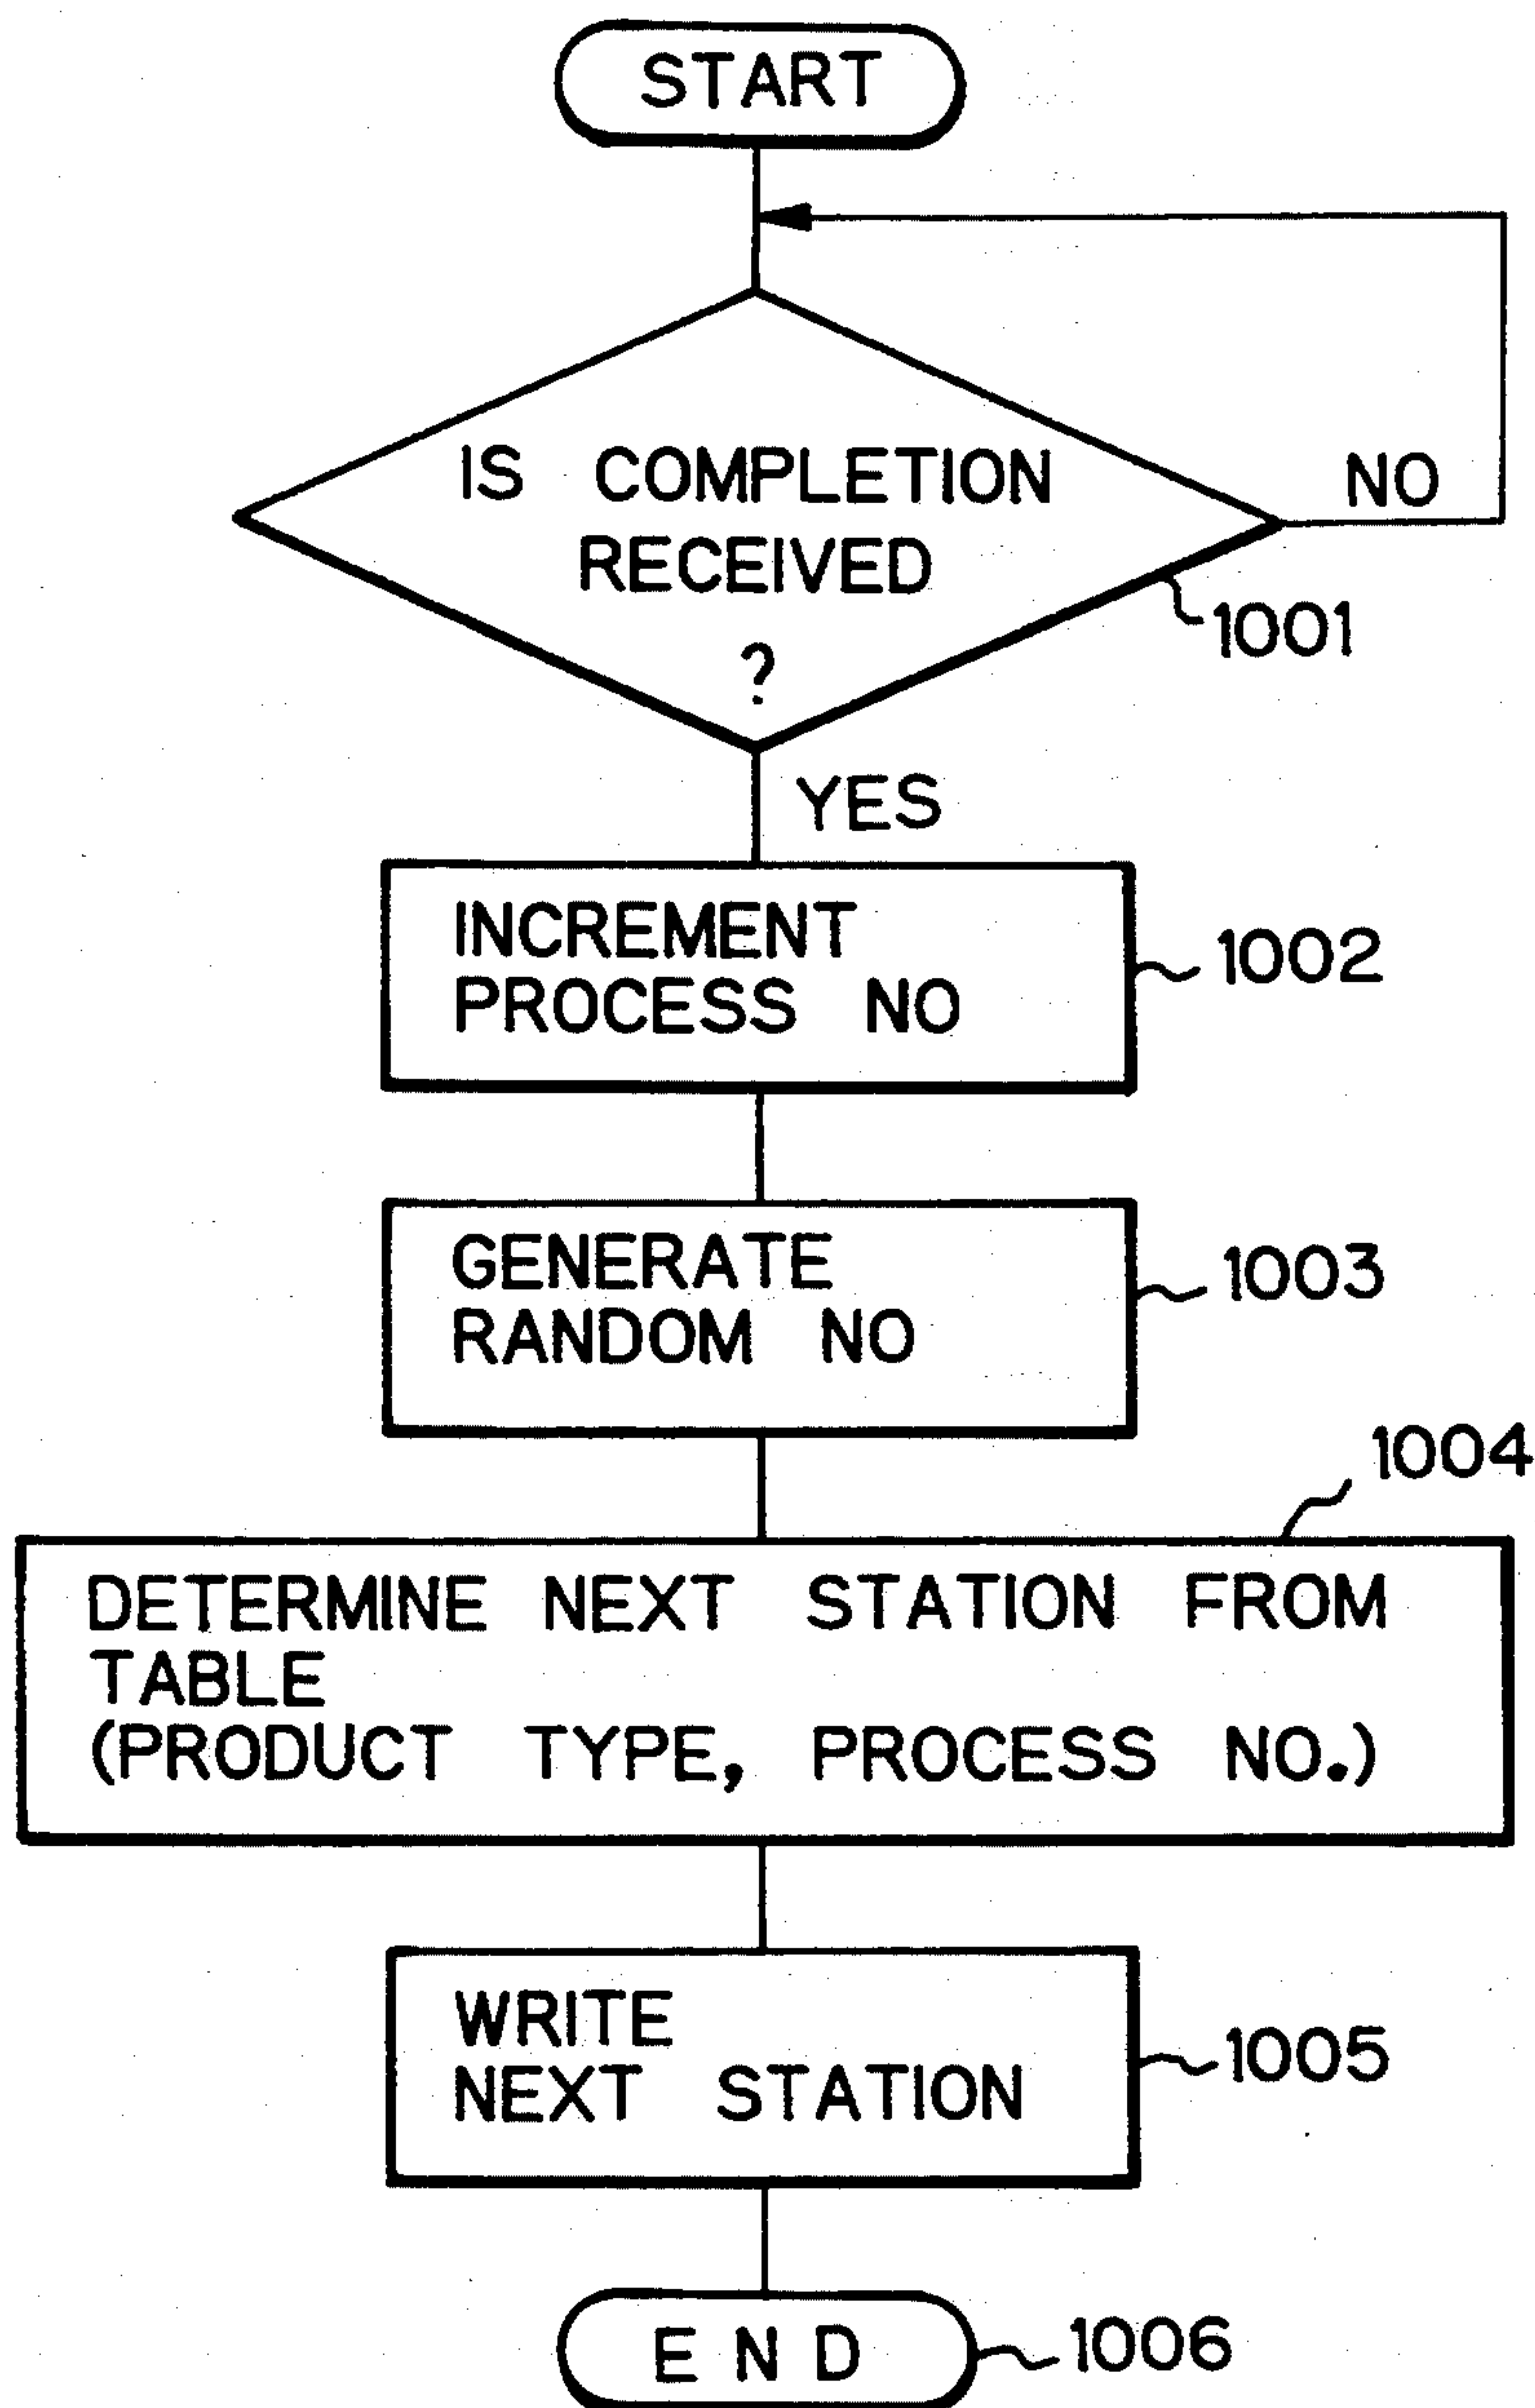 START
IS COMPLETION
RECEIVED
?
NO
1001
YES
INCREMENT
PROCESS NO
1002
GENERATE
RANDOM NO
1003
1004
DETERMINE NEXT STATION FROM
TABLE
(PRODUCT TYPE, PROCESS NO.)
WRITE
NEXT STATION
1005
END
1006